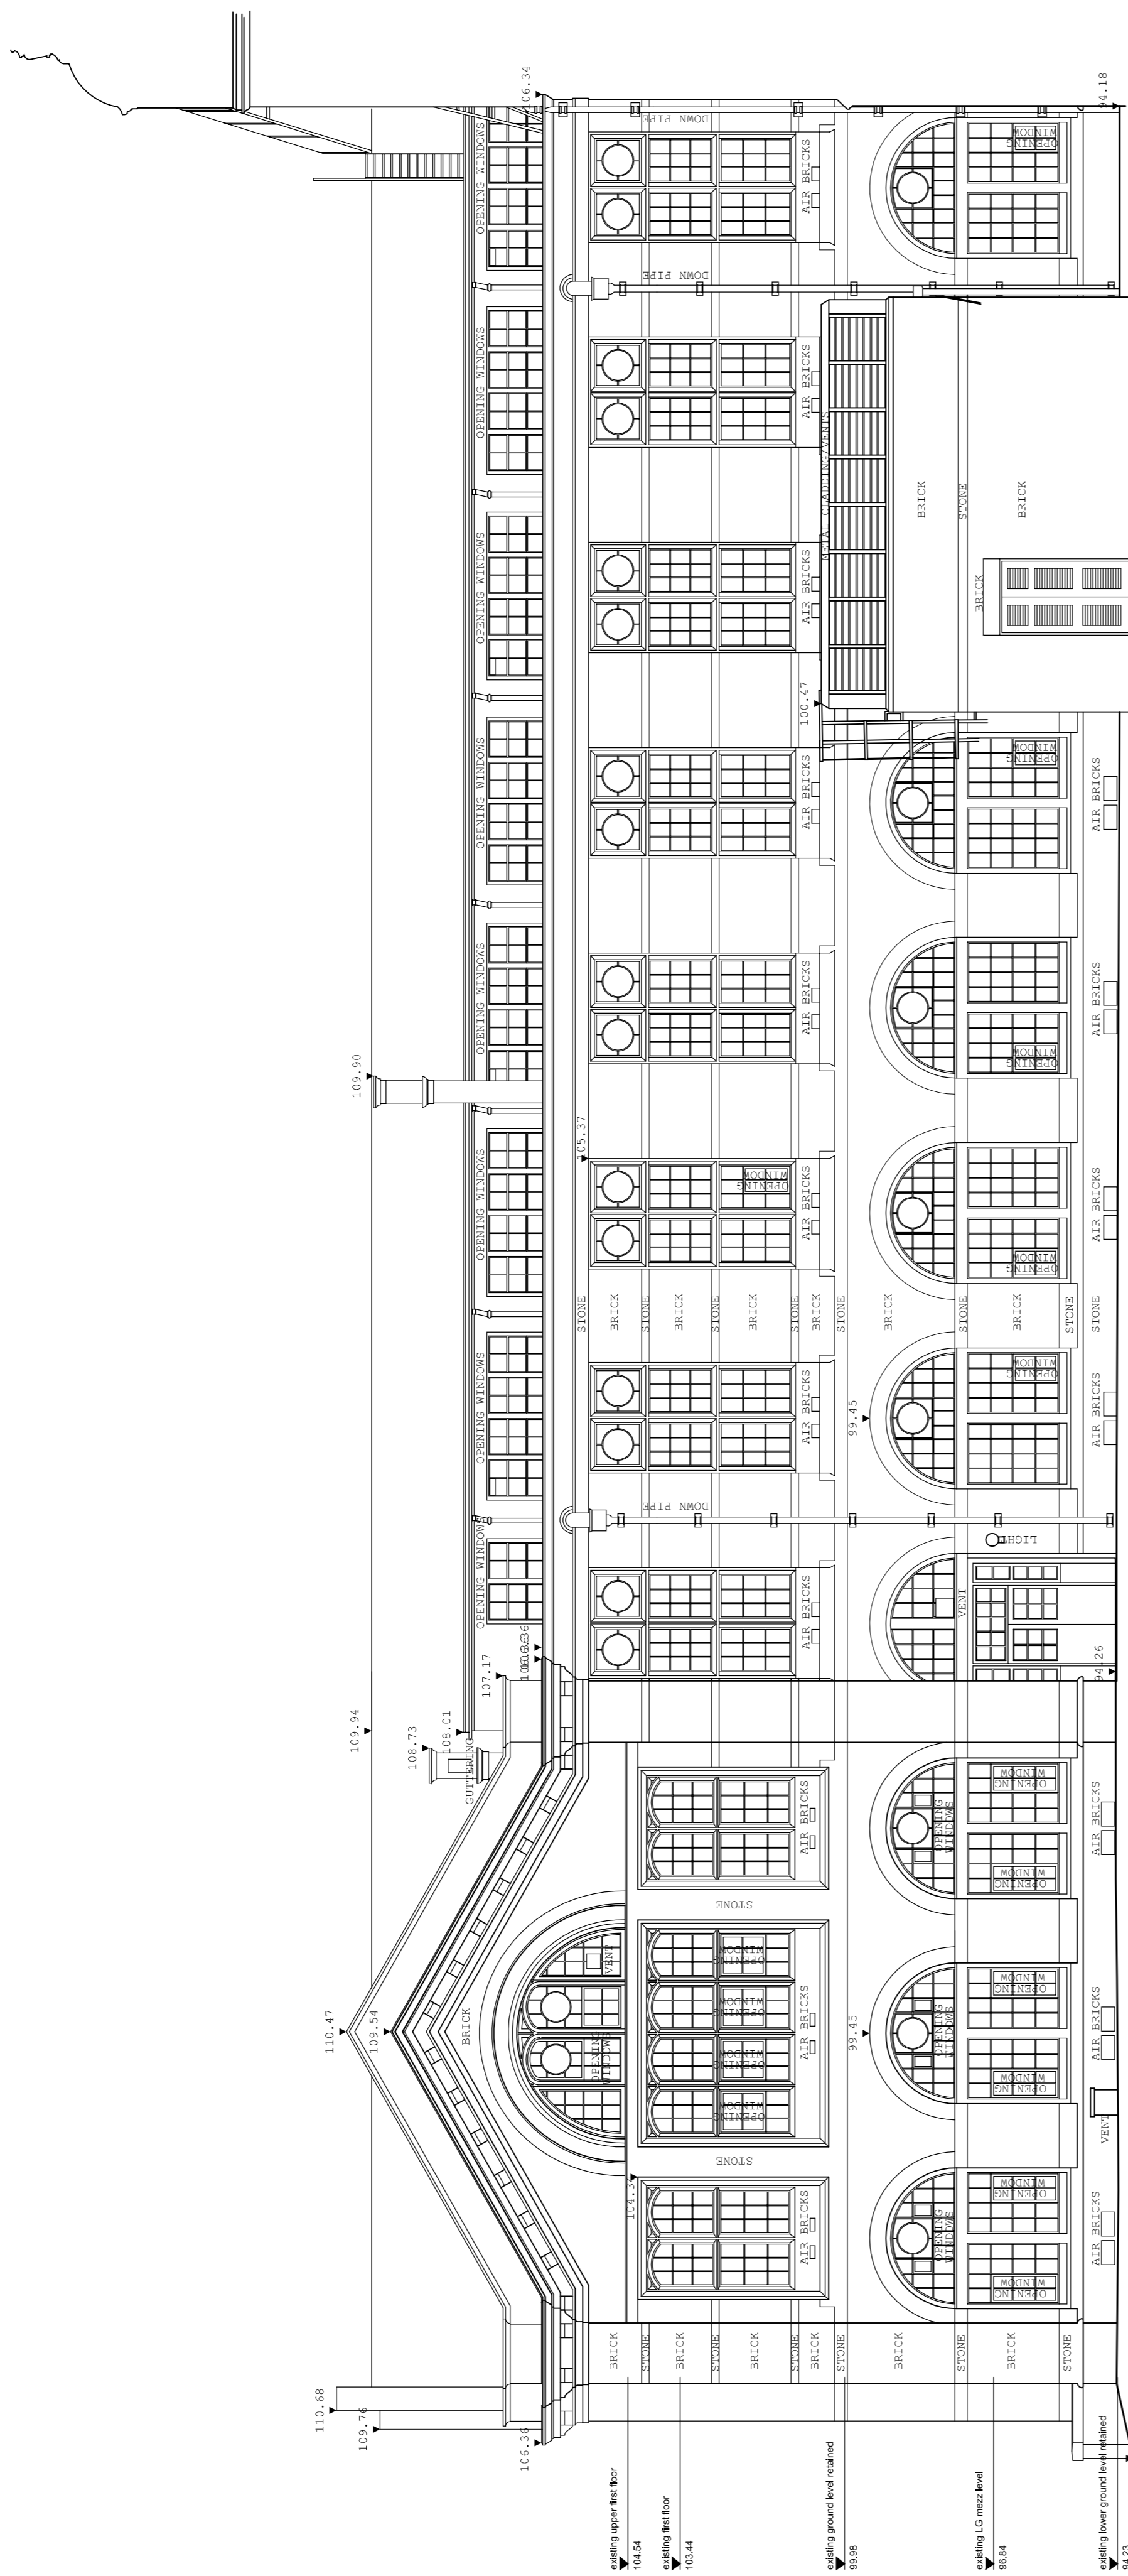 110.68
110.47
109.94
109.90
109.76
109.54
108.73
108.01
BRICK
GUTTERING
107.17
OPENING WINDOWS
OPENING WINDOWS
OPENING WINDOWS
OPENING WINDOWS
OPENING WINDOWS
OPENING WINDOWS
OPENING WINDOWS
OPENING WINDOWS
106.36
106.36
106.34
105.37
STONE
OPENING
WINDOWS
VENT
existing upper first floor
104.54
104.34
BRICK
BRICK
STONE
STONE
existing first floor
103.44
BRICK
BRICK
DOWN PIPE
DOWN PIPE
DOWN PIPE
STONE
STONE
STONE
STONE
OPENING
WINDOW
OPENING
WINDOW
OPENING
WINDOW
OPENING
WINDOW
OPENING
WINDOW
BRICK
BRICK
STONE
STONE
100.47
AIR BRICKS
AIR BRICKS
AIR BRICKS
AIR BRICKS
AIR BRICKS
AIR BRICKS
AIR BRICKS
AIR BRICKS
AIR BRICKS
AIR BRICKS
AIR BRICKS
BRICK
BRICK
METAL CLADDING/VENTS
existing ground level retained
99.98
STONE
STONE
99.45
99.45
BRICK
BRICK
BRICK
OPENING
WINDOWS
OPENING
WINDOWS
OPENING
WINDOWS
STONE
VENT
STONE
STONE
BRICK
existing LG mezz level
96.84
BRICK
BRICK
BRICK
LIGHT
OPENING
WINDOW
OPENING
WINDOW
OPENING
WINDOW
OPENING
WINDOW
OPENING
WINDOW
OPENING
WINDOW
OPENING
WINDOW
OPENING
WINDOW
OPENING
WINDOW
OPENING
WINDOW
OPENING
WINDOW
STONE
STONE
STONE
AIR BRICKS
VENT
AIR BRICKS
AIR BRICKS
94.26
AIR BRICKS
AIR BRICKS
AIR BRICKS
AIR BRICKS
94.18
existing lower ground level retained
94.23